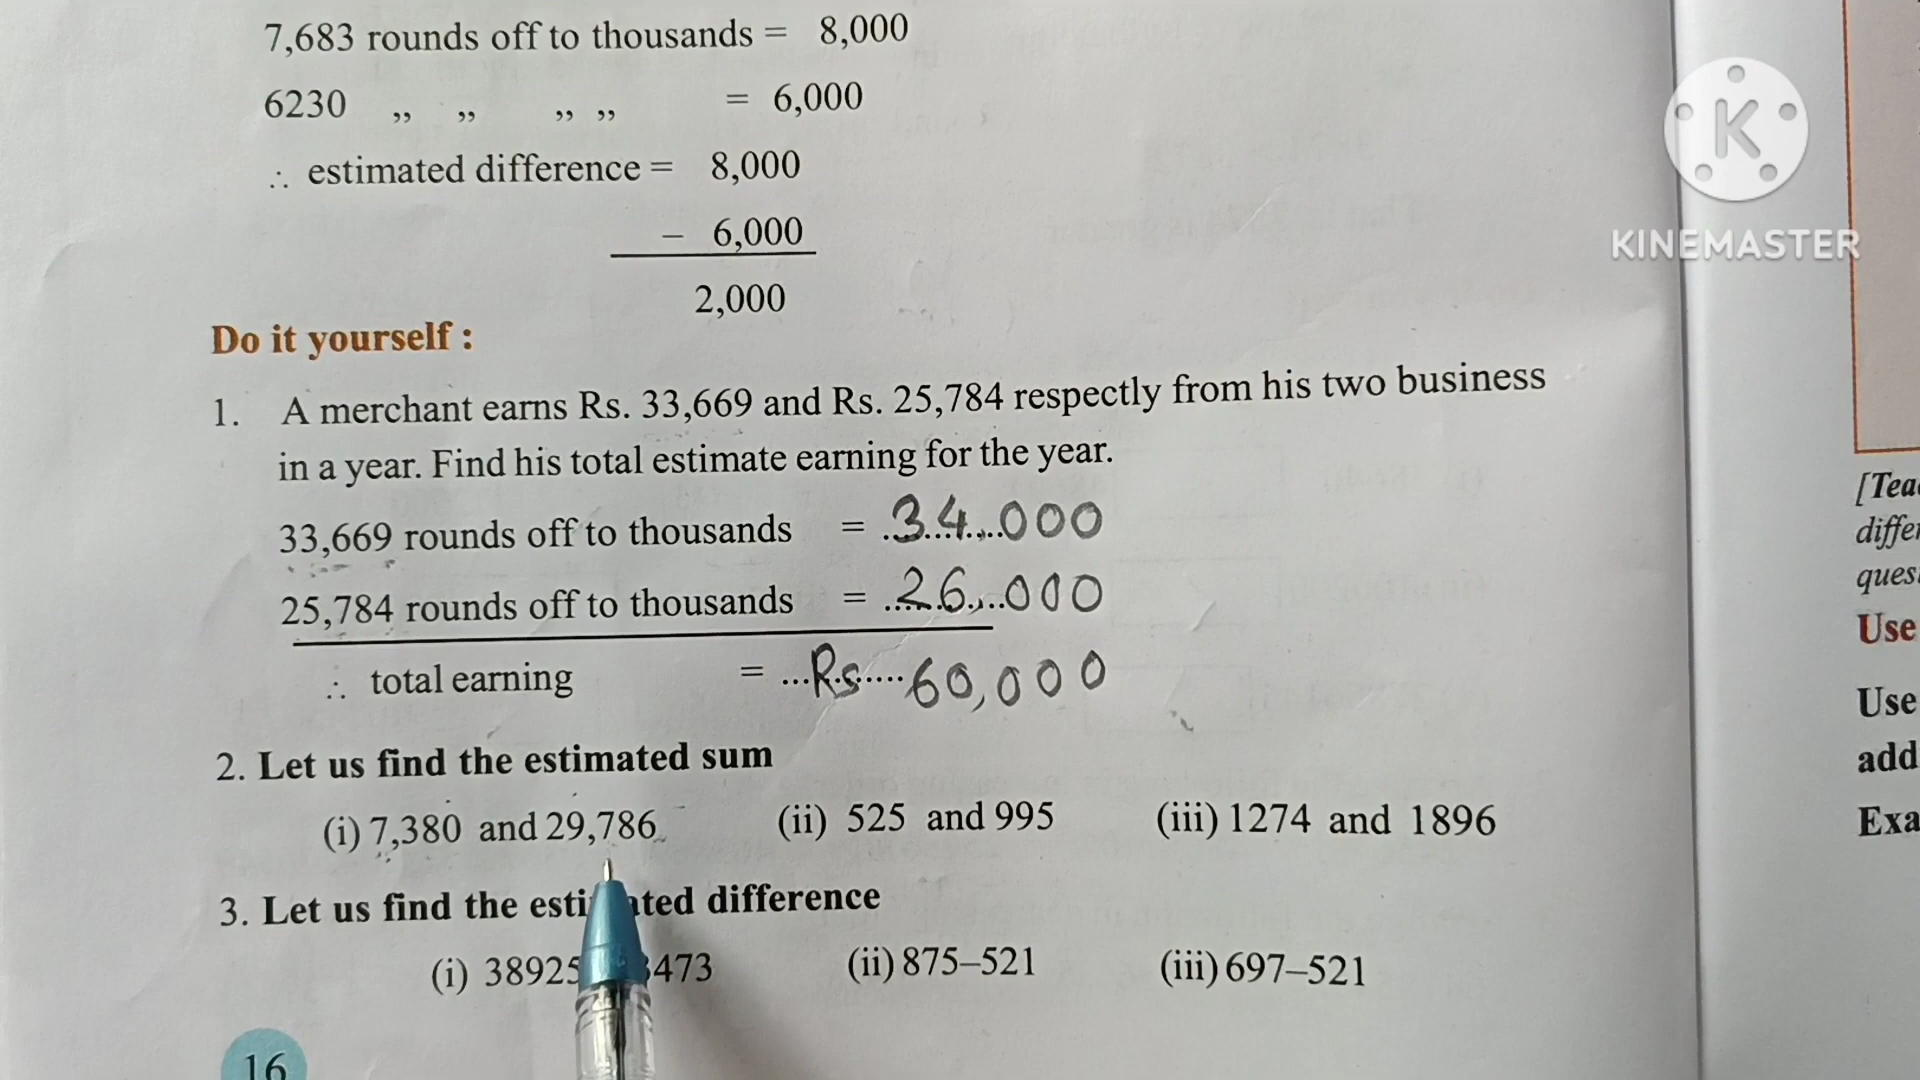 7,683 rounds off to thousands = 8,000
6230 ,, ,, ,, ,, = 6,000
∴ estimated difference = 8,000
– 6,000
2,000
Do it yourself :
1. A merchant earns Rs. 33,669 and Rs. 25,784 respectly from his two business
in a year. Find his total estimate earning for the year.
33,669 rounds off to thousands = 34,000
25,784 rounds off to thousands = 26,000
∴ total earning = Rs 60,000
2. Let us find the estimated sum
(i) 7,380 and 29,786 (ii) 525 and 995 (iii) 1274 and 1896
3. Let us find the estimated difference
(i) 38925 473 (ii) 875–521 (iii) 697–521
16
K
KINEMASTER
[Tea
differ
ques
Use
Use
add
Exa